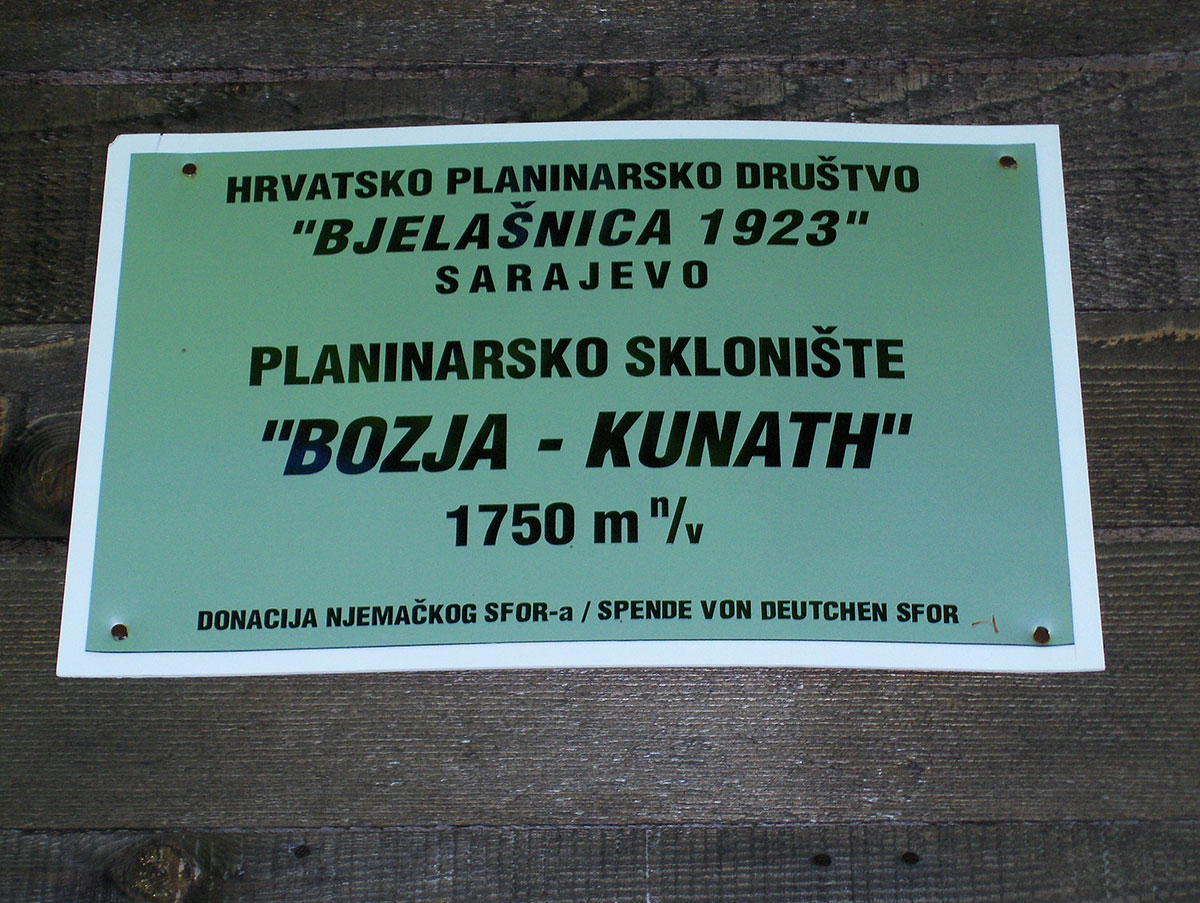 HRVATSKO PLANINARSKO DRUŠTVO
"BJELAŠNICA 1923"
SARAJEVO
PLANINARSKO SKLONIŠTE
"BOZJA - KUNATH"
1750 m n/v
DONACIJA NJEMAČKOG SFOR-a / SPENDE VON DEUTCHEN SFOR